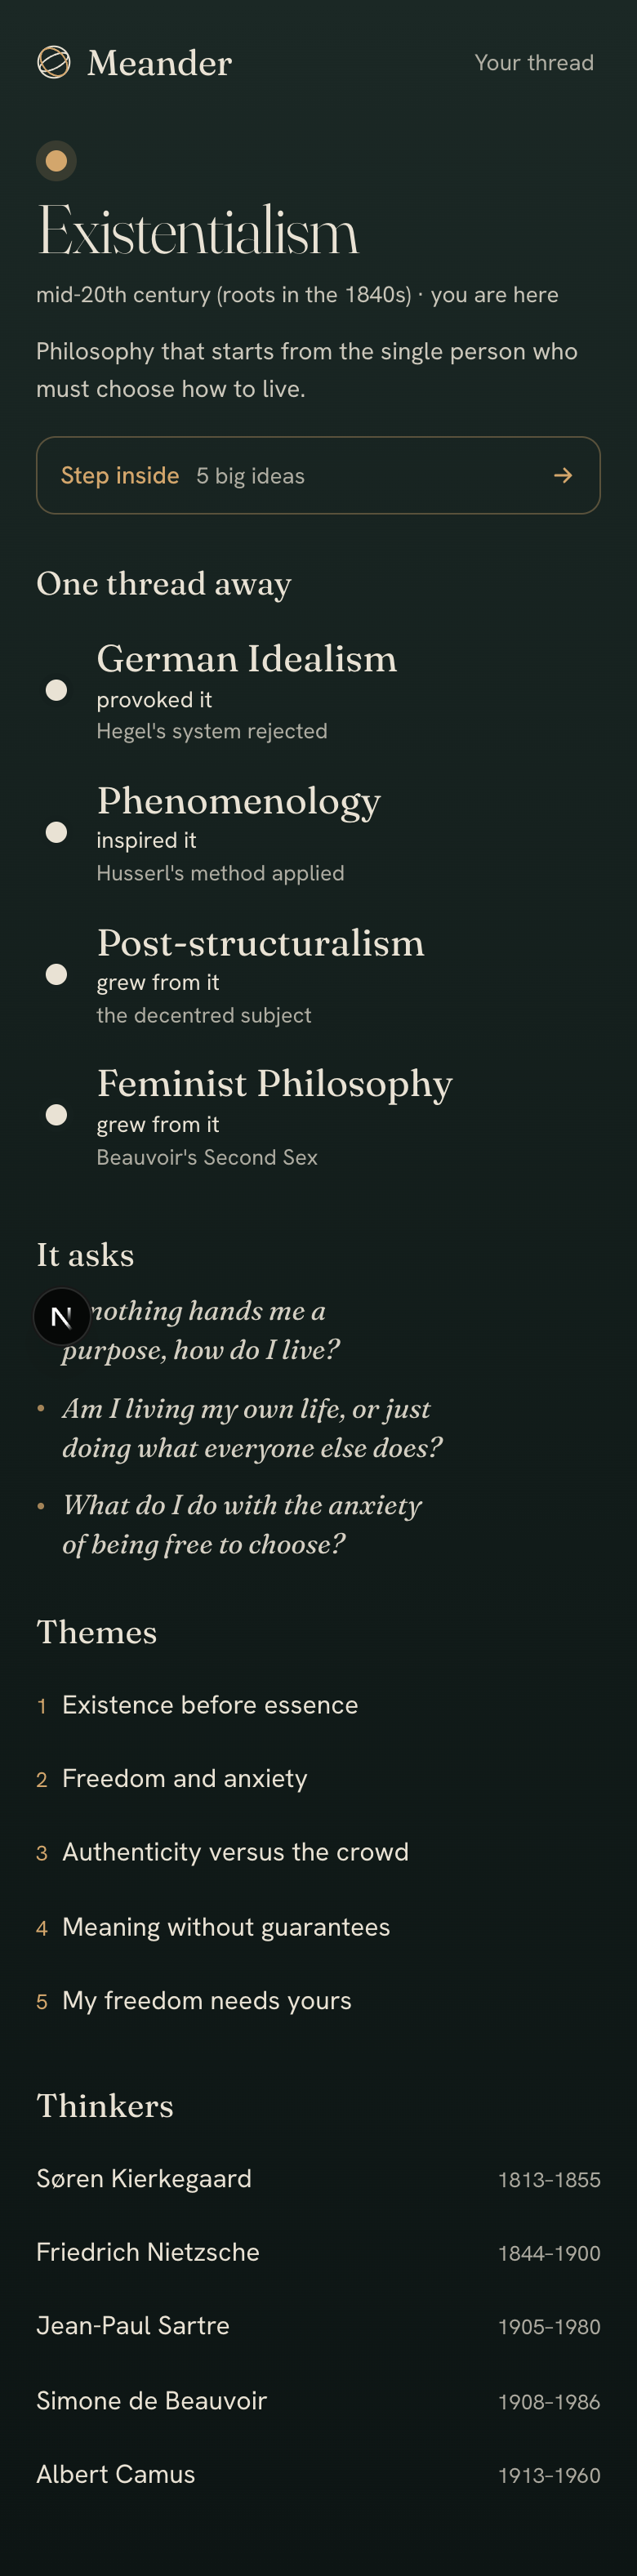 Meander
Your thread
Existentialism
mid-20th century (roots in the 1840s) · you are here
Philosophy that starts from the single person who
must choose how to live.
Step inside 5 big ideas →
One thread away
German Idealism
provoked it
Hegel's system rejected
Phenomenology
inspired it
Husserl's method applied
Post-structuralism
grew from it
the decentred subject
Feminist Philosophy
grew from it
Beauvoir's Second Sex
It asks
N
nothing hands me a
purpose, how do I live?
• Am I living my own life, or just
doing what everyone else does?
• What do I do with the anxiety
of being free to choose?
Themes
1 Existence before essence
2 Freedom and anxiety
3 Authenticity versus the crowd
4 Meaning without guarantees
5 My freedom needs yours
Thinkers
Søren Kierkegaard 1813–1855
Friedrich Nietzsche 1844–1900
Jean-Paul Sartre 1905–1980
Simone de Beauvoir 1908–1986
Albert Camus 1913–1960